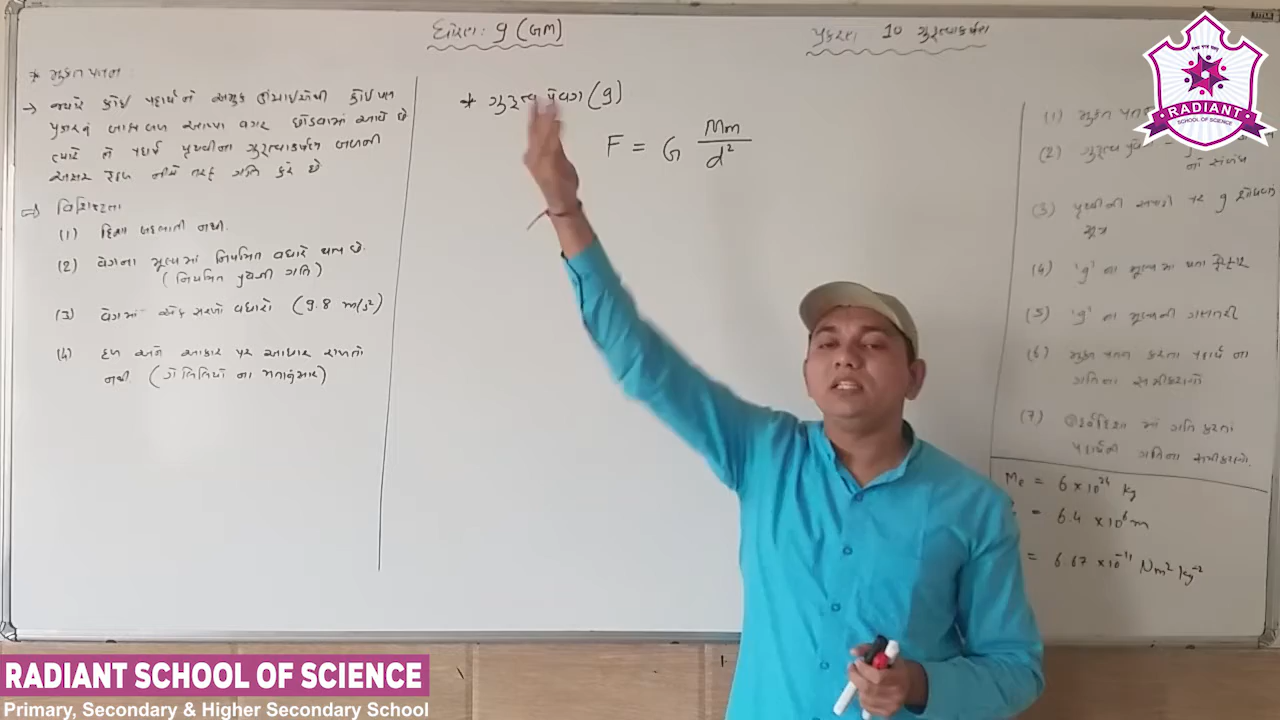 ધોરણ: 9 (GM)
પ્રકરણ 10 ગુરુત્વાકર્ષણ
* મુક્ત પતન
→ જ્યારે કોઈ પદાર્થને અમુક ઊંચાઈએથી કોઈ પણ
પ્રકારનું બાહ્ય બળ આપ્યા વગર છોડવામાં આવે છે
ત્યારે તે પદાર્થ પૃથ્વીના ગુરુત્વાકર્ષણ બળની
અસર હેઠળ નીચે તરફ ગતિ કરે છે
⇒ વિશિષ્ટતા
(1) દિશા બદલાતી નથી.
(2) વેગના મૂલ્યમાં નિયમિત વધારો થાય છે.
(નિયમિત પ્રવેગી ગતિ)
(3) વેગમાં એક સરખો વધારો (9.8 m/s²)
(4) દળ અને આકાર પર આધાર રાખતો
નથી (ગેલિલિયો ના મતાનુસાર)
* ગુરુત્વ પ્રવેગ (g)
F = G Mm / d²
(1) મુક્ત પતન
(2) ગુરુત્વ
નો સંબંધ
(3) પૃથ્વીની સપાટી પર g શોધવાનું
સૂત્ર
(4) 'g' ના મૂલ્ય માં થતા ફેરફાર
(5) 'g' ના મૂલ્યની ગણતરી
(6) મુક્ત પતન કરતા પદાર્થ ના
ગતિના સમીકરણો
(7) ઊર્ધ્વદિશા માં ગતિ કરતાં
પદાર્થની ગતિના સમીકરણો.
Me = 6 × 10²⁴ kg
= 6.4 × 10⁶ m
= 6.67 × 10⁻¹¹ Nm² kg⁻²
RADIANT
SCHOOL OF SCIENCE
RADIANT SCHOOL OF SCIENCE
Primary, Secondary & Higher Secondary School